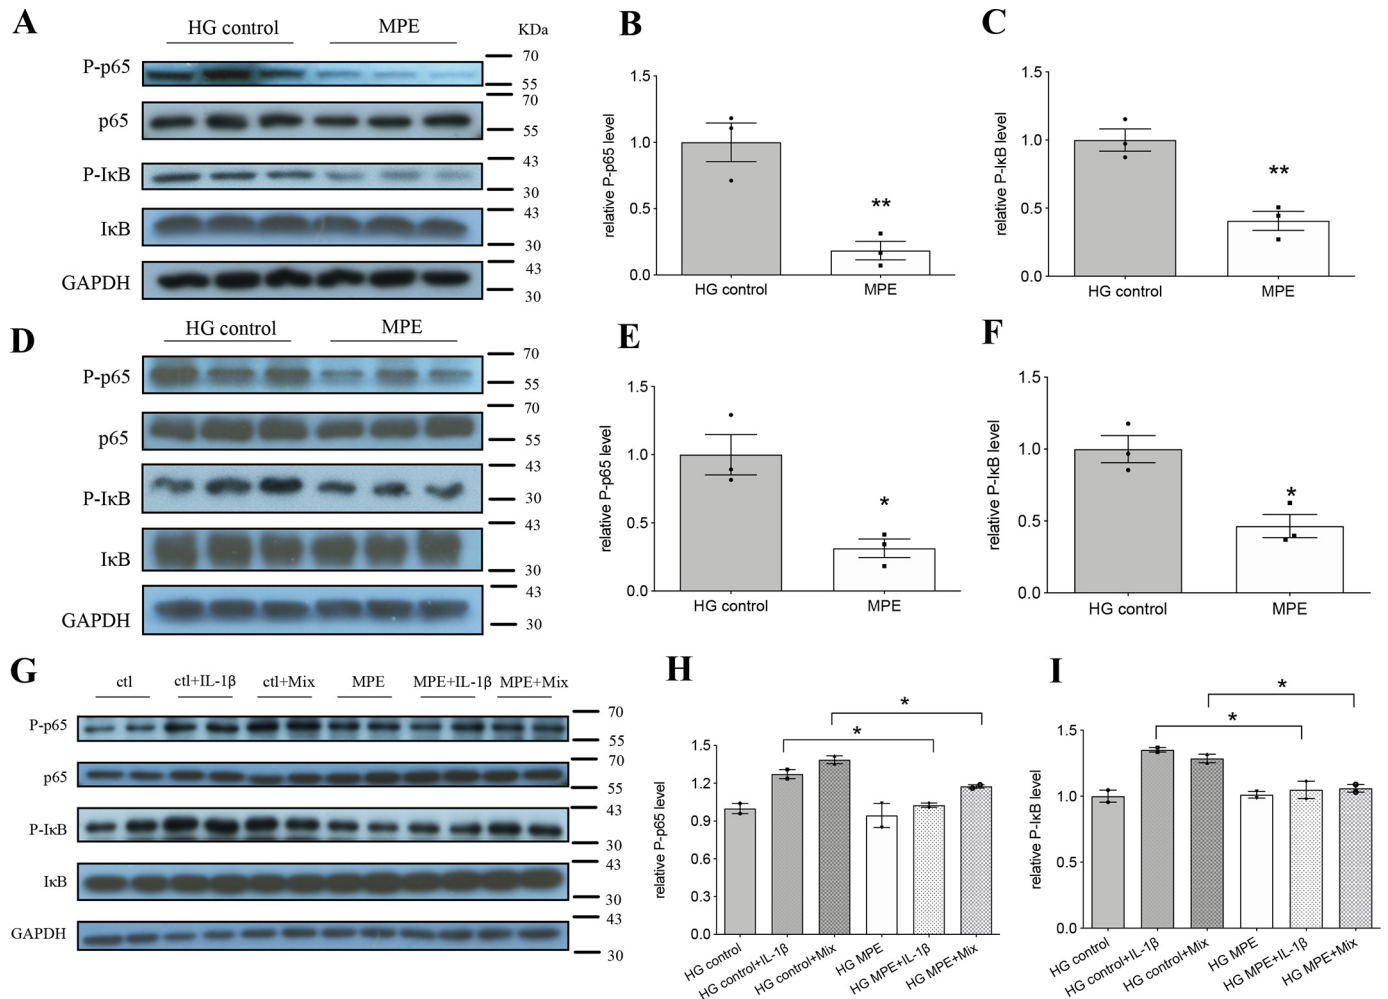 A
HG control MPE KDa
P-p65 70
55
p65 70
55
P-IκB 43
30
IκB 43
30
GAPDH 43
30
B
relative P-p65 level
1.5
1.0
0.5
0.0
**
HG control MPE
C
relative P-IκB level
1.5
1.0
0.5
0.0
**
HG control MPE
D
HG control MPE
P-p65 70
55
p65 70
55
P-IκB 43
30
IκB 43
30
GAPDH 43
30
E
relative P-p65 level
1.5
1.0
0.5
0.0
*
HG control MPE
F
relative P-IκB level
1.5
1.0
0.5
0.0
*
HG control MPE
G
ctl ctl+IL-1β ctl+Mix MPE MPE+IL-1β MPE+Mix
P-p65 70
55
p65 70
55
P-IκB 43
30
IκB 43
30
GAPDH 43
30
H
relative P-p65 level
1.5
1.2
0.9
0.6
0.3
0.0
*
*
HG control
HG control+IL-1β
HG control+Mix
HG MPE
HG MPE+IL-1β
HG MPE+Mix
I
relative P-IkB level
1.5
1.0
0.5
0.0
*
*
HG control
HG control+IL-1β
HG control+Mix
HG MPE
HG MPE+IL-1β
HG MPE+Mix